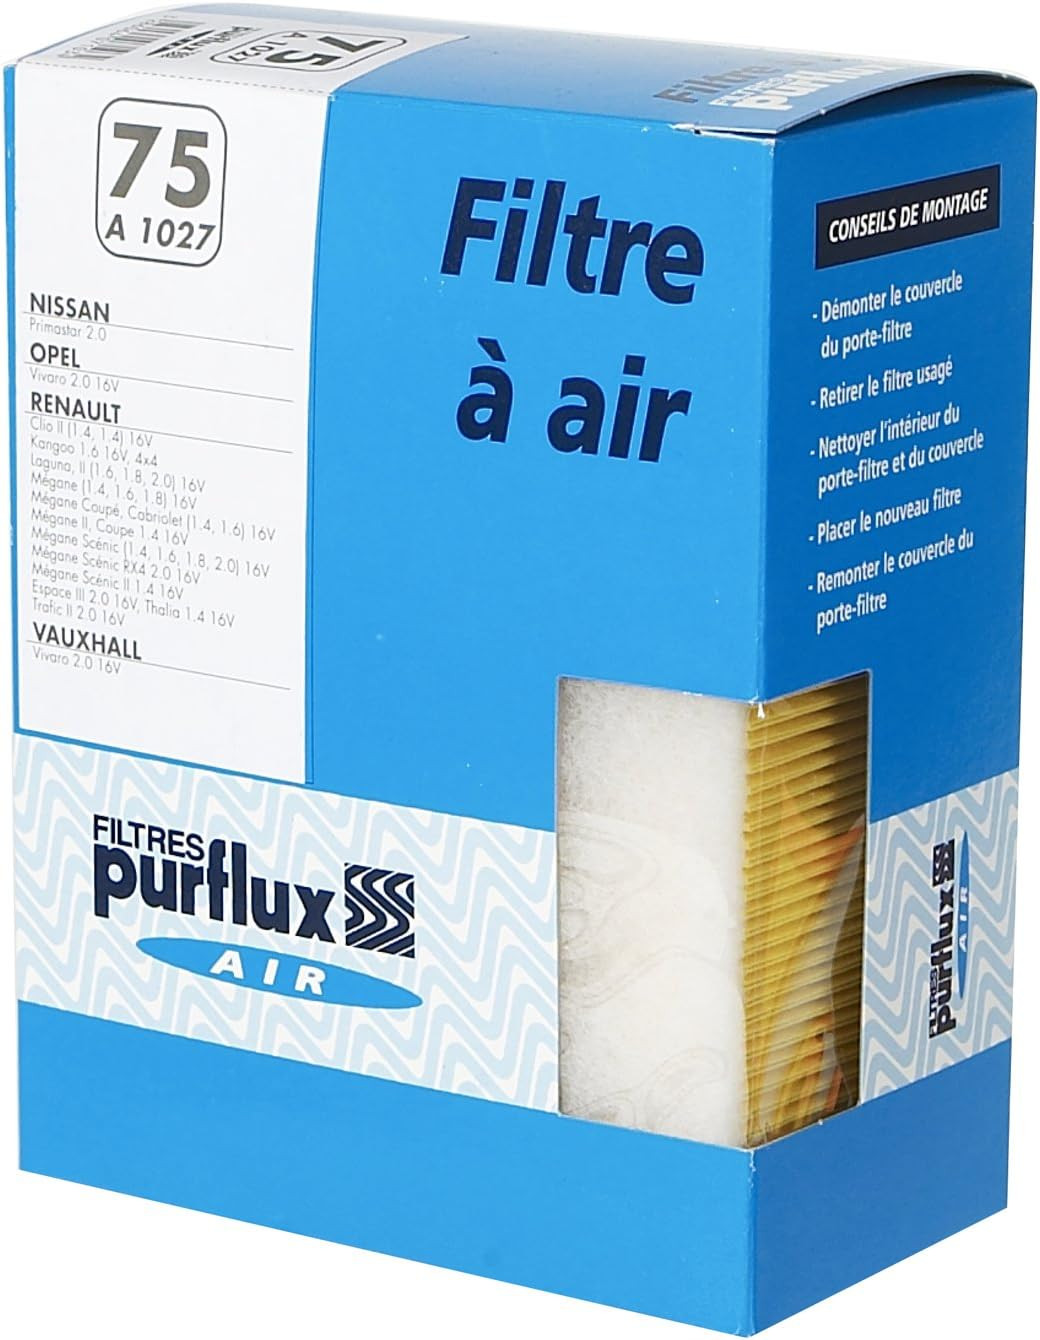 75
A 1027
purflux
Filtre
FILTRES
purflux
75
A 1027
NISSAN
Primastar 2.0
OPEL
Vivaro 2.0 16V
RENAULT
Clio II (1.4, 1.4) 16V
Kangoo 1.6 16V, 4x4
Laguna, II (1.6, 1.8, 2.0) 16V
Mégane (1.4, 1.6, 1.8) 16V
Mégane Coupé, Cabriolet (1.4, 1.6) 16V
Mégane II, Coupe 1.4 16V
Mégane Scénic (1.4, 1.6, 1.8, 2.0) 16V
Mégane Scénic RX4 2.0 16V
Mégane Scénic II 1.4 16V
Espace III 2.0 16V, Thalia 1.4 16V
Trafic II 2.0 16V
VAUXHALL
Vivaro 2.0 16V
Filtre
à air
FILTRES
purflux
AIR
CONSEILS DE MONTAGE
- Démonter le couvercle
du porte-filtre
- Retirer le filtre usagé
- Nettoyer l'intérieur du
porte-filtre et du couvercle
- Placer le nouveau filtre
- Remonter le couvercle du
porte-filtre
FILTRES
purflux
AIR